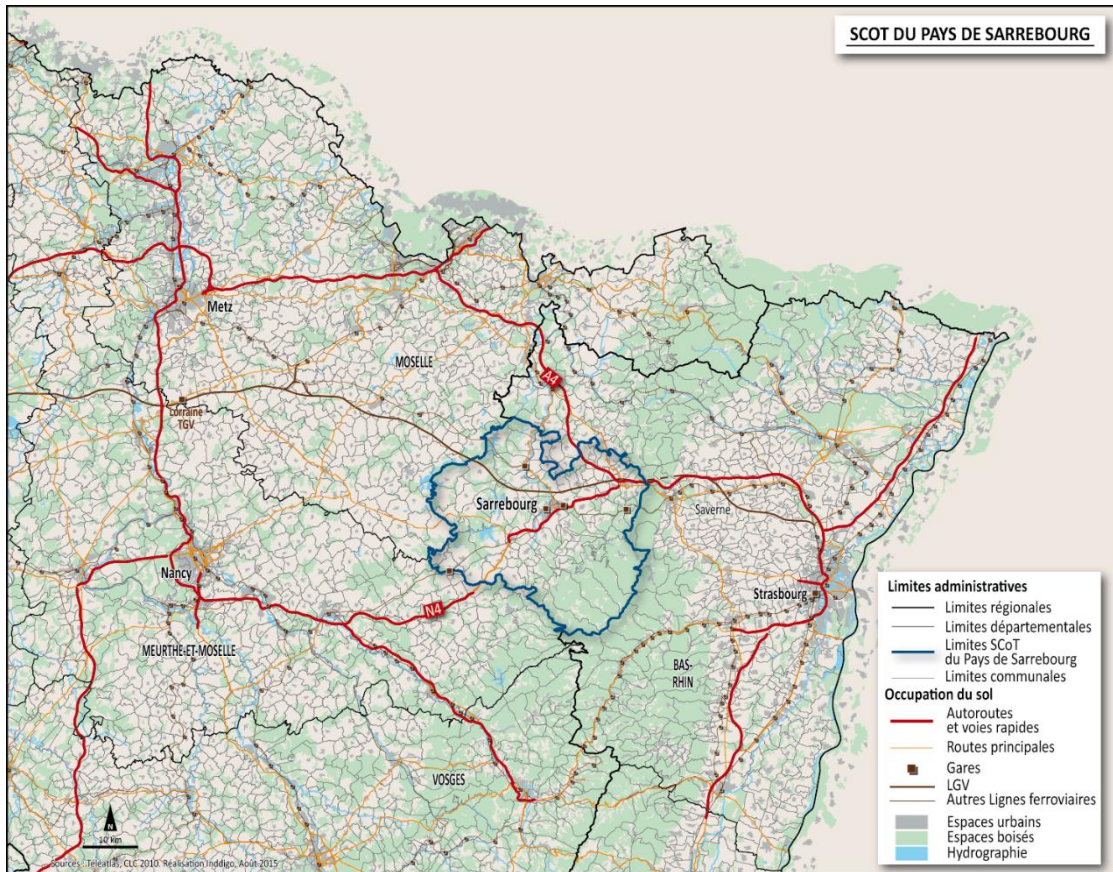 SCOT DU PAYS DE SARREBOURG
Metz
MOSELLE
A4
Lorraine
TGV
Sarrebourg
Saverne
Nancy
Strasbourg
N4
MEURTHE-ET-MOSELLE
BAS-
RHIN
VOSGES
N
10 km
Sources : Téléatlas, CLC 2010. Réalisation Inddigo, Août 2015
Limites administratives
Limites régionales
Limites départementales
Limites SCoT
du Pays de Sarrebourg
Limites communales
Occupation du sol
Autoroutes
et voies rapides
Routes principales
Gares
LGV
Autres Lignes ferroviaires
Espaces urbains
Espaces boisés
Hydrographie